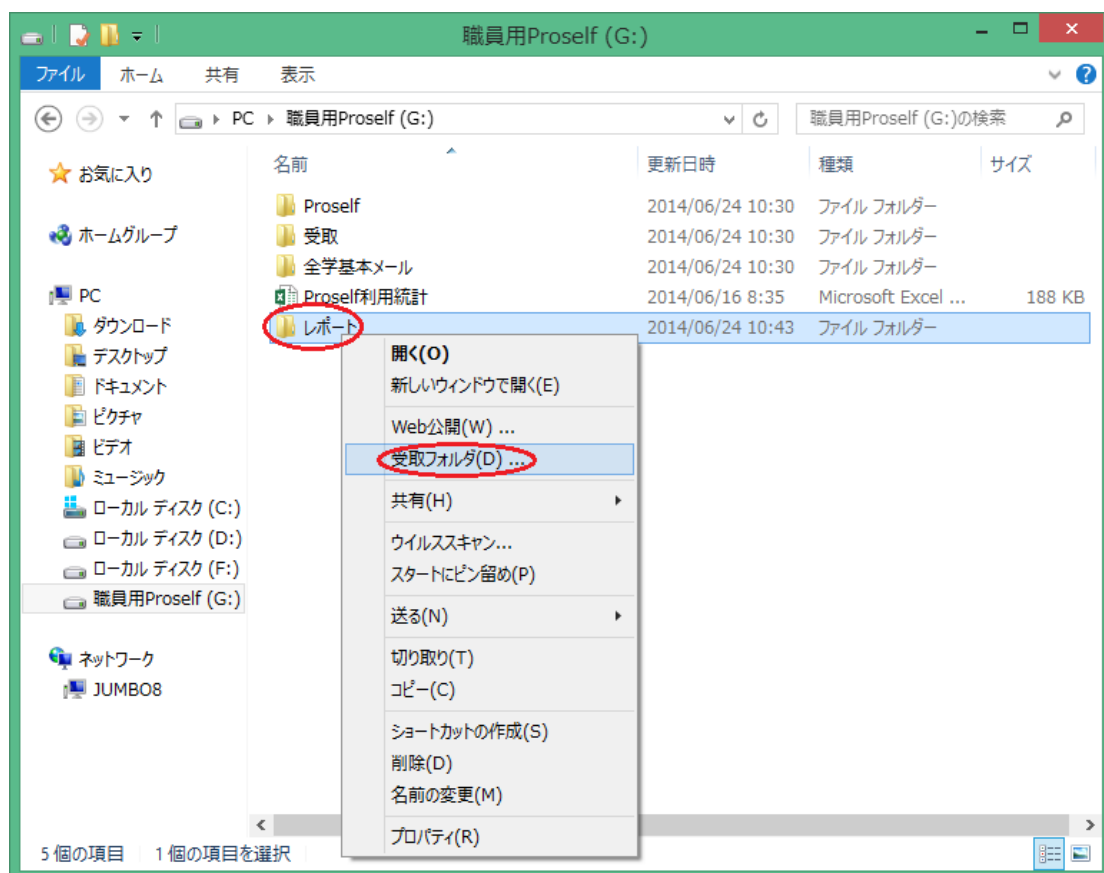 職員用Proself (G:)
ファイル ホーム 共有 表示
PC 職員用Proself (G:) 職員用Proself (G:)の検索
名前 更新日時 種類 サイズ
お気に入り
ホームグループ
PC
ダウンロード
デスクトップ
ドキュメント
ピクチャ
ビデオ
ミュージック
ローカル ディスク (C:)
ローカル ディスク (D:)
ローカル ディスク (F:)
職員用Proself (G:)
ネットワーク
JUMBO8
Proself 2014/06/24 10:30 ファイル フォルダー
受取 2014/06/24 10:30 ファイル フォルダー
全学基本メール 2014/06/24 10:30 ファイル フォルダー
Proself利用統計 2014/06/16 8:35 Microsoft Excel ... 188 KB
レポート 2014/06/24 10:43 ファイル フォルダー
開く(O)
新しいウィンドウで開く(E)
Web公開(W) ...
受取フォルダ(D) ...
共有(H)
ウイルススキャン...
スタートにピン留め(P)
送る(N)
切り取り(T)
コピー(C)
ショートカットの作成(S)
削除(D)
名前の変更(M)
プロパティ(R)
5 個の項目 1 個の項目を選択